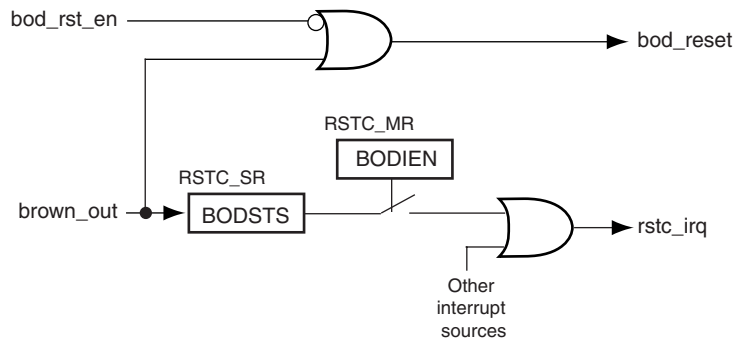 bod_rst_en
bod_reset
RSTC_MR
BODIEN
RSTC_SR
brown_out
BODSTS
rstc_irq
Other
interrupt
sources